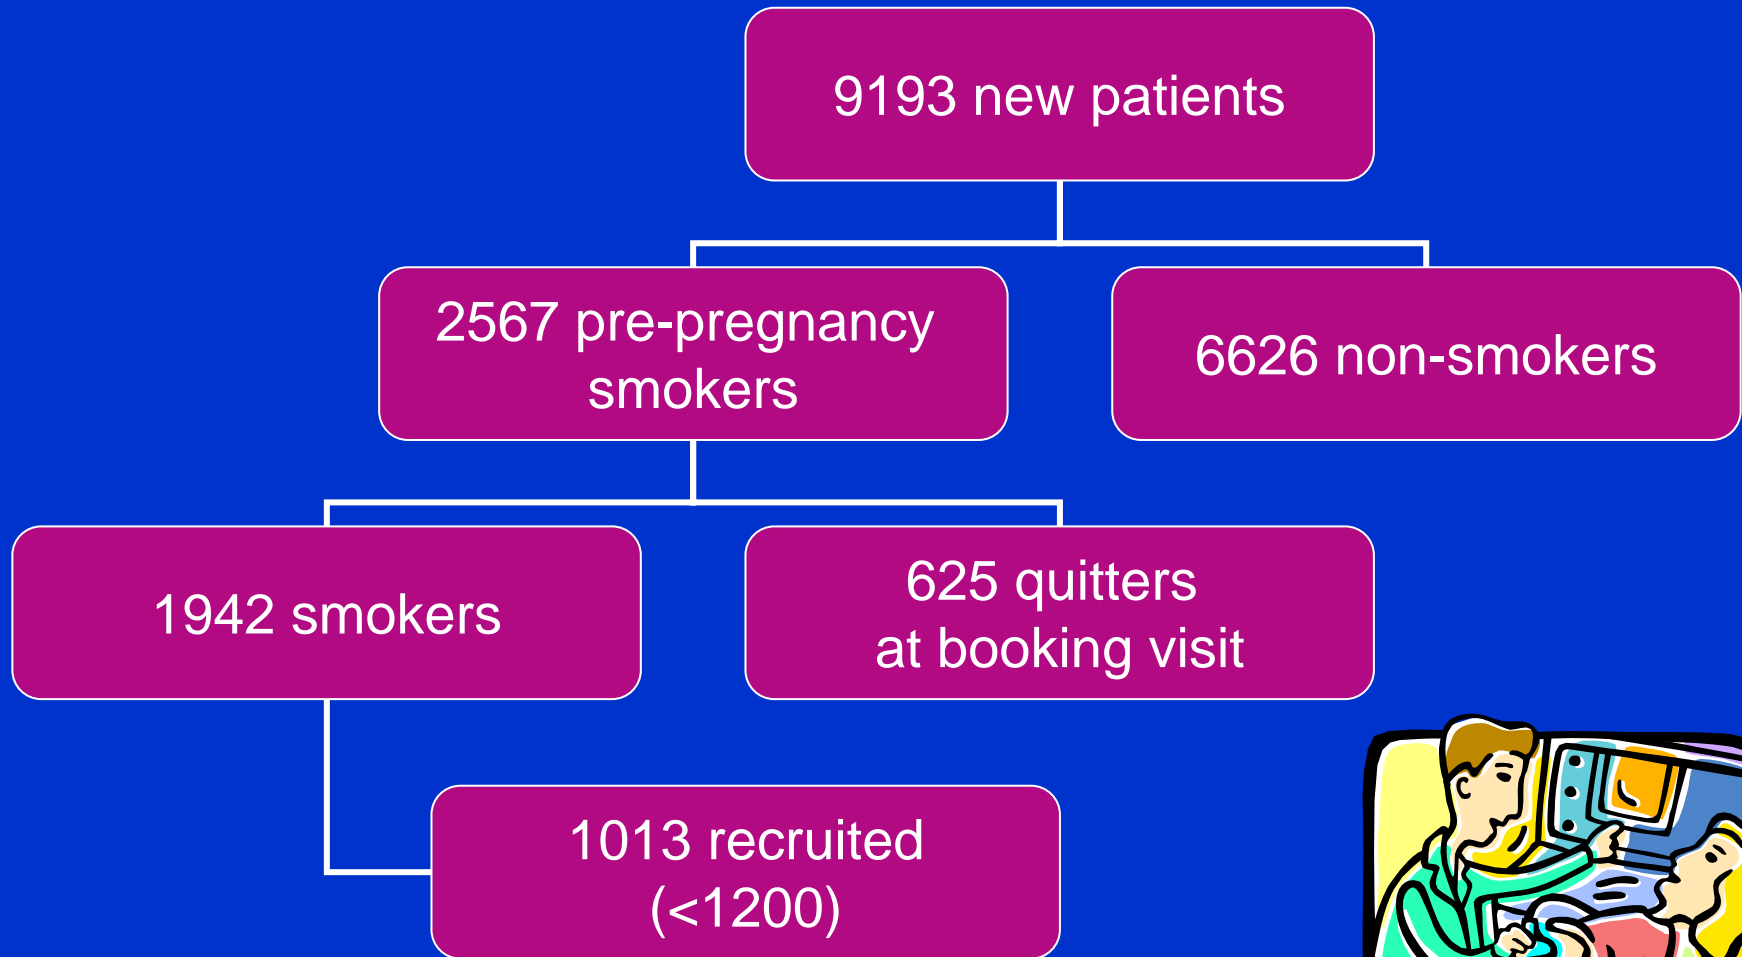 9193 new patients
2567 pre-pregnancy
smokers
6626 non-smokers
1942 smokers
625 quitters
at booking visit
1013 recruited
(<1200)